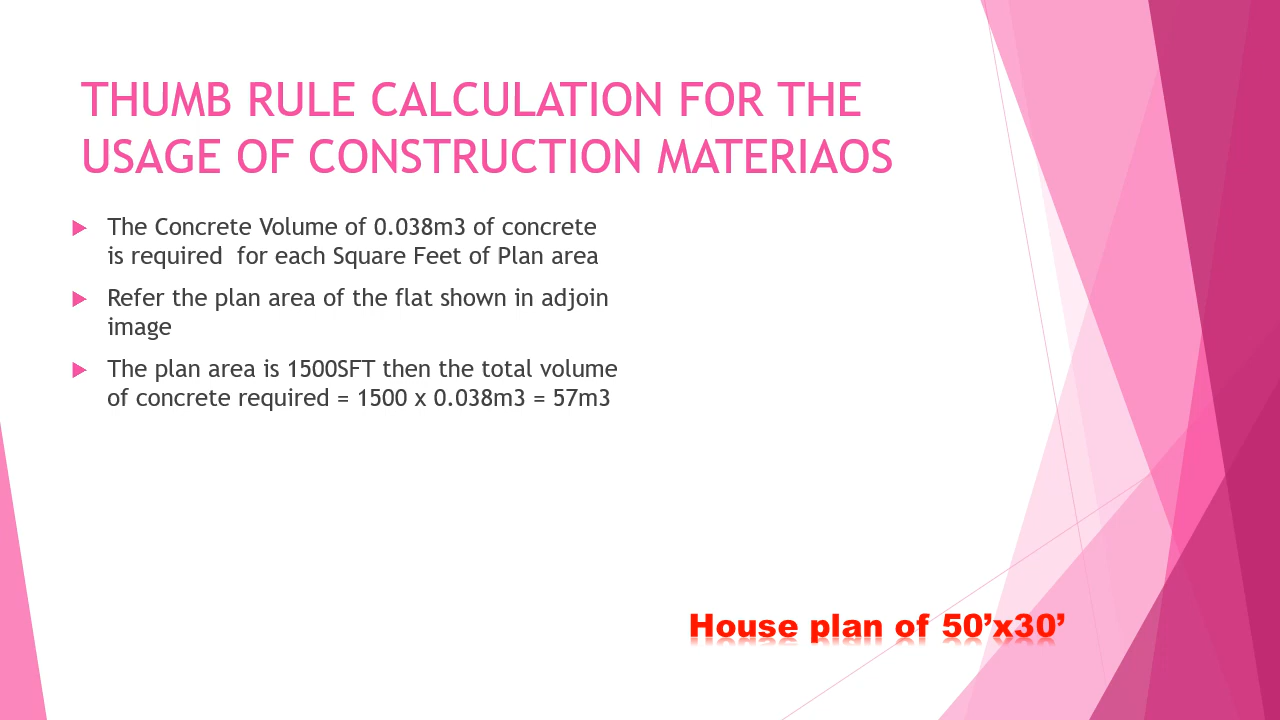 THUMB RULE CALCULATION FOR THE
USAGE OF CONSTRUCTION MATERIAOS
The Concrete Volume of 0.038m3 of concrete
is required  for each Square Feet of Plan area
Refer the plan area of the flat shown in adjoin
image
The plan area is 1500SFT then the total volume
of concrete required = 1500 x 0.038m3 = 57m3
House plan of 50’x30’